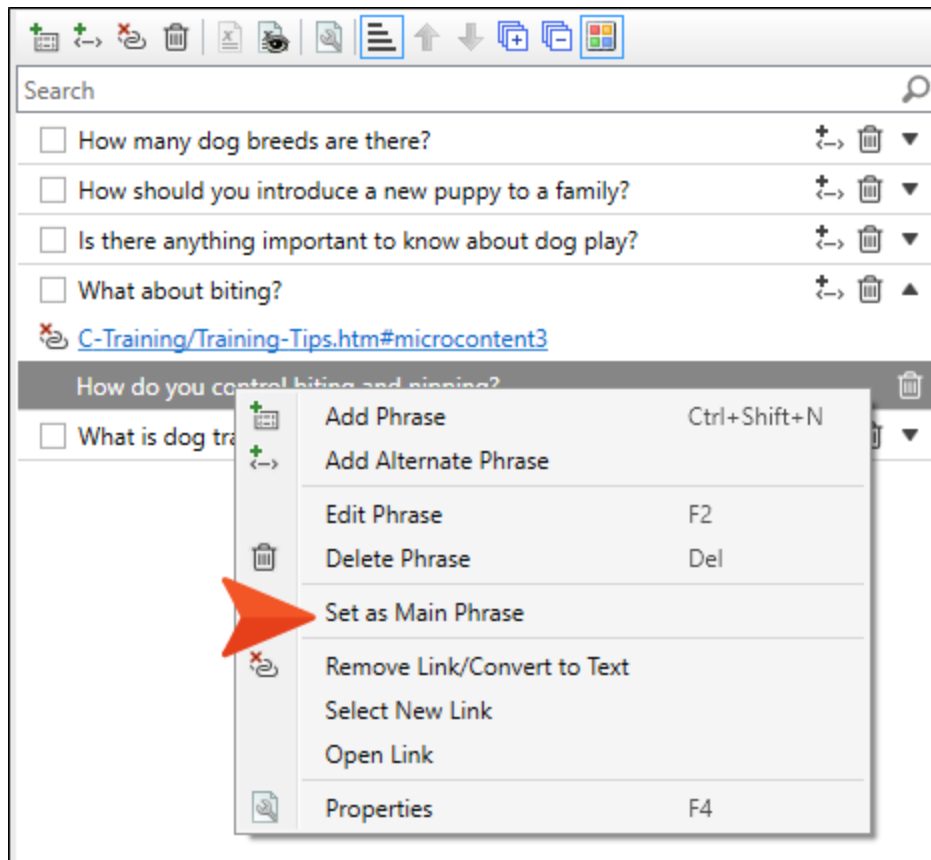 Search
How many dog breeds are there?
How should you introduce a new puppy to a family?
Is there anything important to know about dog play?
What about biting?
C-Training/Training-Tips.htm#microcontent3
How do you control biting and nipping?
What is dog
Add Phrase Ctrl+Shift+N
Add Alternate Phrase
Edit Phrase F2
Delete Phrase Del
Set as Main Phrase
Remove Link/Convert to Text
Select New Link
Open Link
Properties F4